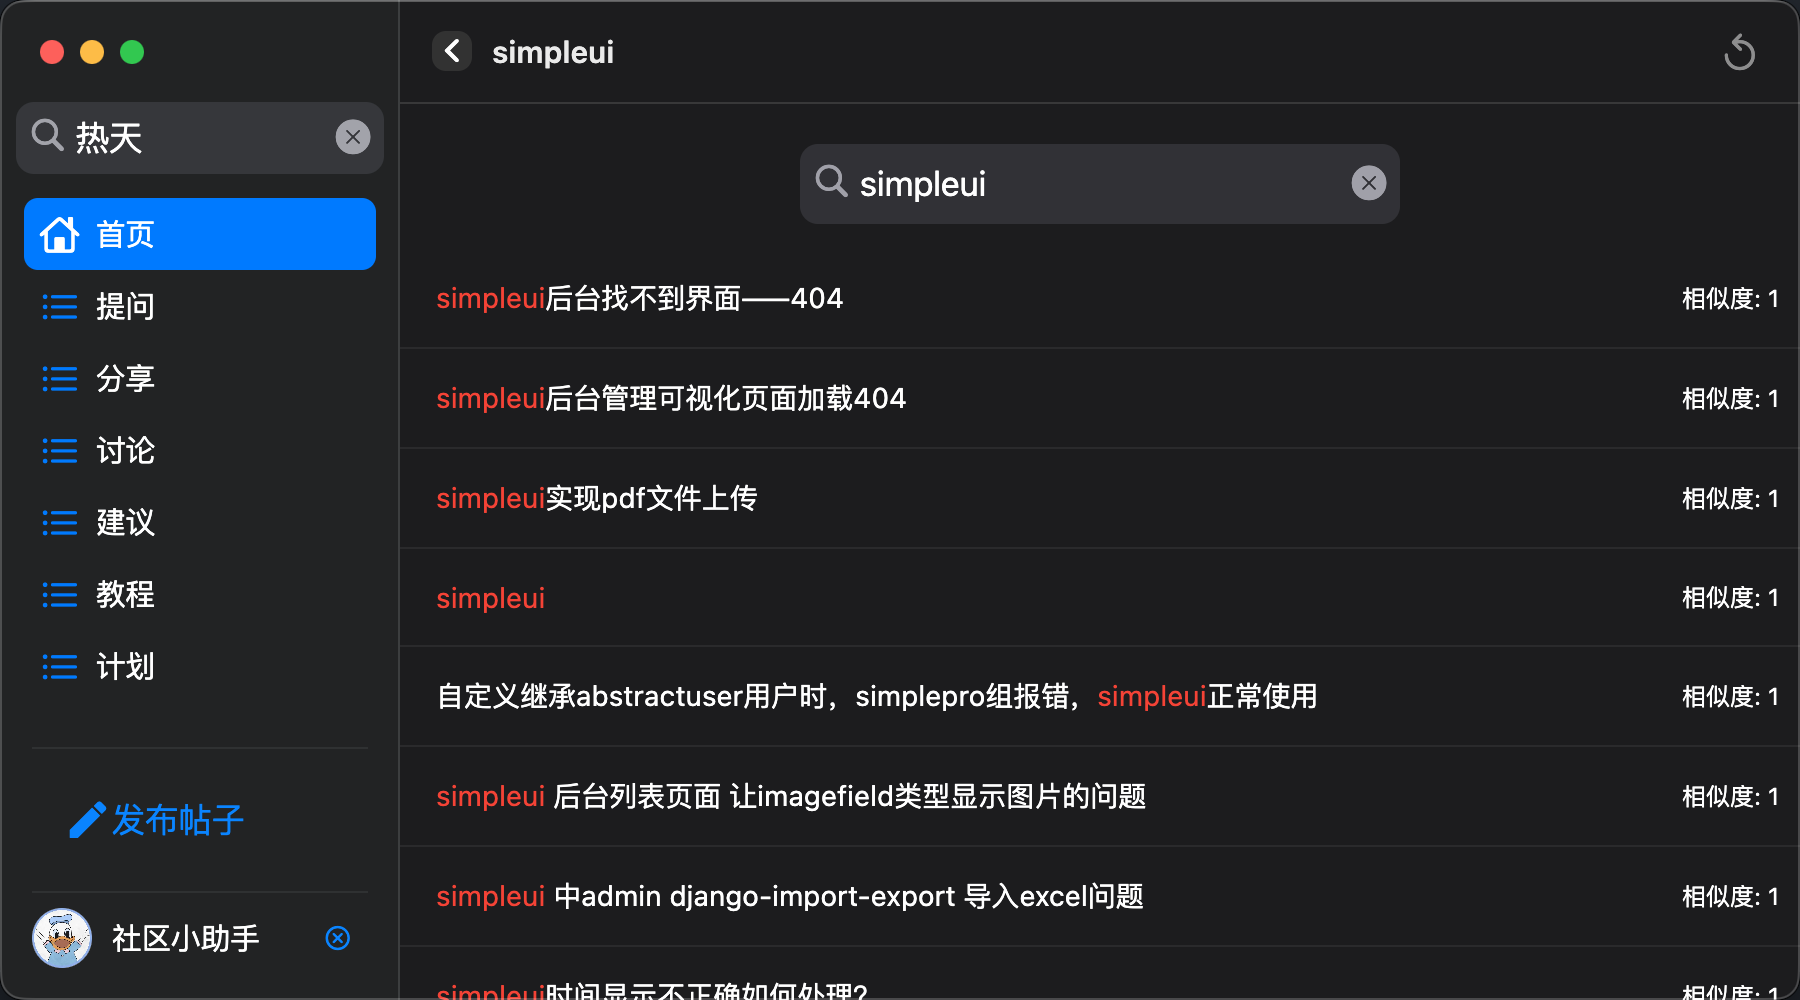 热天
首页
提问
分享
讨论
建议
教程
计划
发布帖子
社区小助手
simpleui
simpleui
simpleui后台找不到界面——404 相似度: 1
simpleui后台管理可视化页面加载404 相似度: 1
simpleui实现pdf文件上传 相似度: 1
simpleui 相似度: 1
自定义继承abstractuser用户时，simplepro组报错，simpleui正常使用 相似度: 1
simpleui 后台列表页面 让imagefield类型显示图片的问题 相似度: 1
simpleui 中admin django-import-export 导入excel问题 相似度: 1
simpleui时间显示不正确如何处理? 相似度: 1